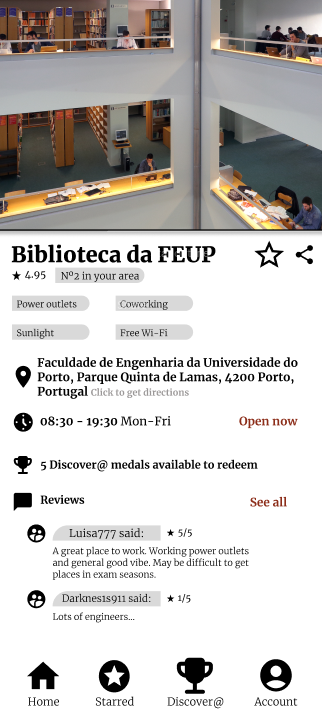 Biblioteca da FEUP
★ 4.95 Nº2 in your area
Power outlets Coworking
Sunlight Free Wi-Fi
Faculdade de Engenharia da Universidade do
Porto, Parque Quinta de Lamas, 4200 Porto,
Portugal Click to get directions
08:30 - 19:30 Mon-Fri Open now
5 Discover@ medals available to redeem
Reviews See all
Luisa777 said: ★ 5/5
A great place to work. Working power outlets
and general good vibe. May be difficult to get
places in exam seasons.
Darknes1s911 said: ★ 1/5
Lots of engineers...
Home Starred Discover@ Account